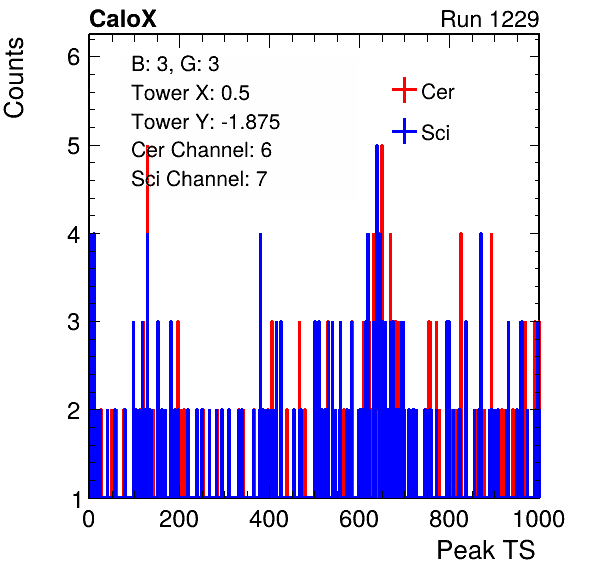 CaloX Run 1229
Counts
B: 3, G: 3
Tower X: 0.5
Tower Y: -1.875
Cer Channel: 6
Sci Channel: 7
Cer
Sci
6
5
4
3
2
1
0 200 400 600 800 1000
Peak TS